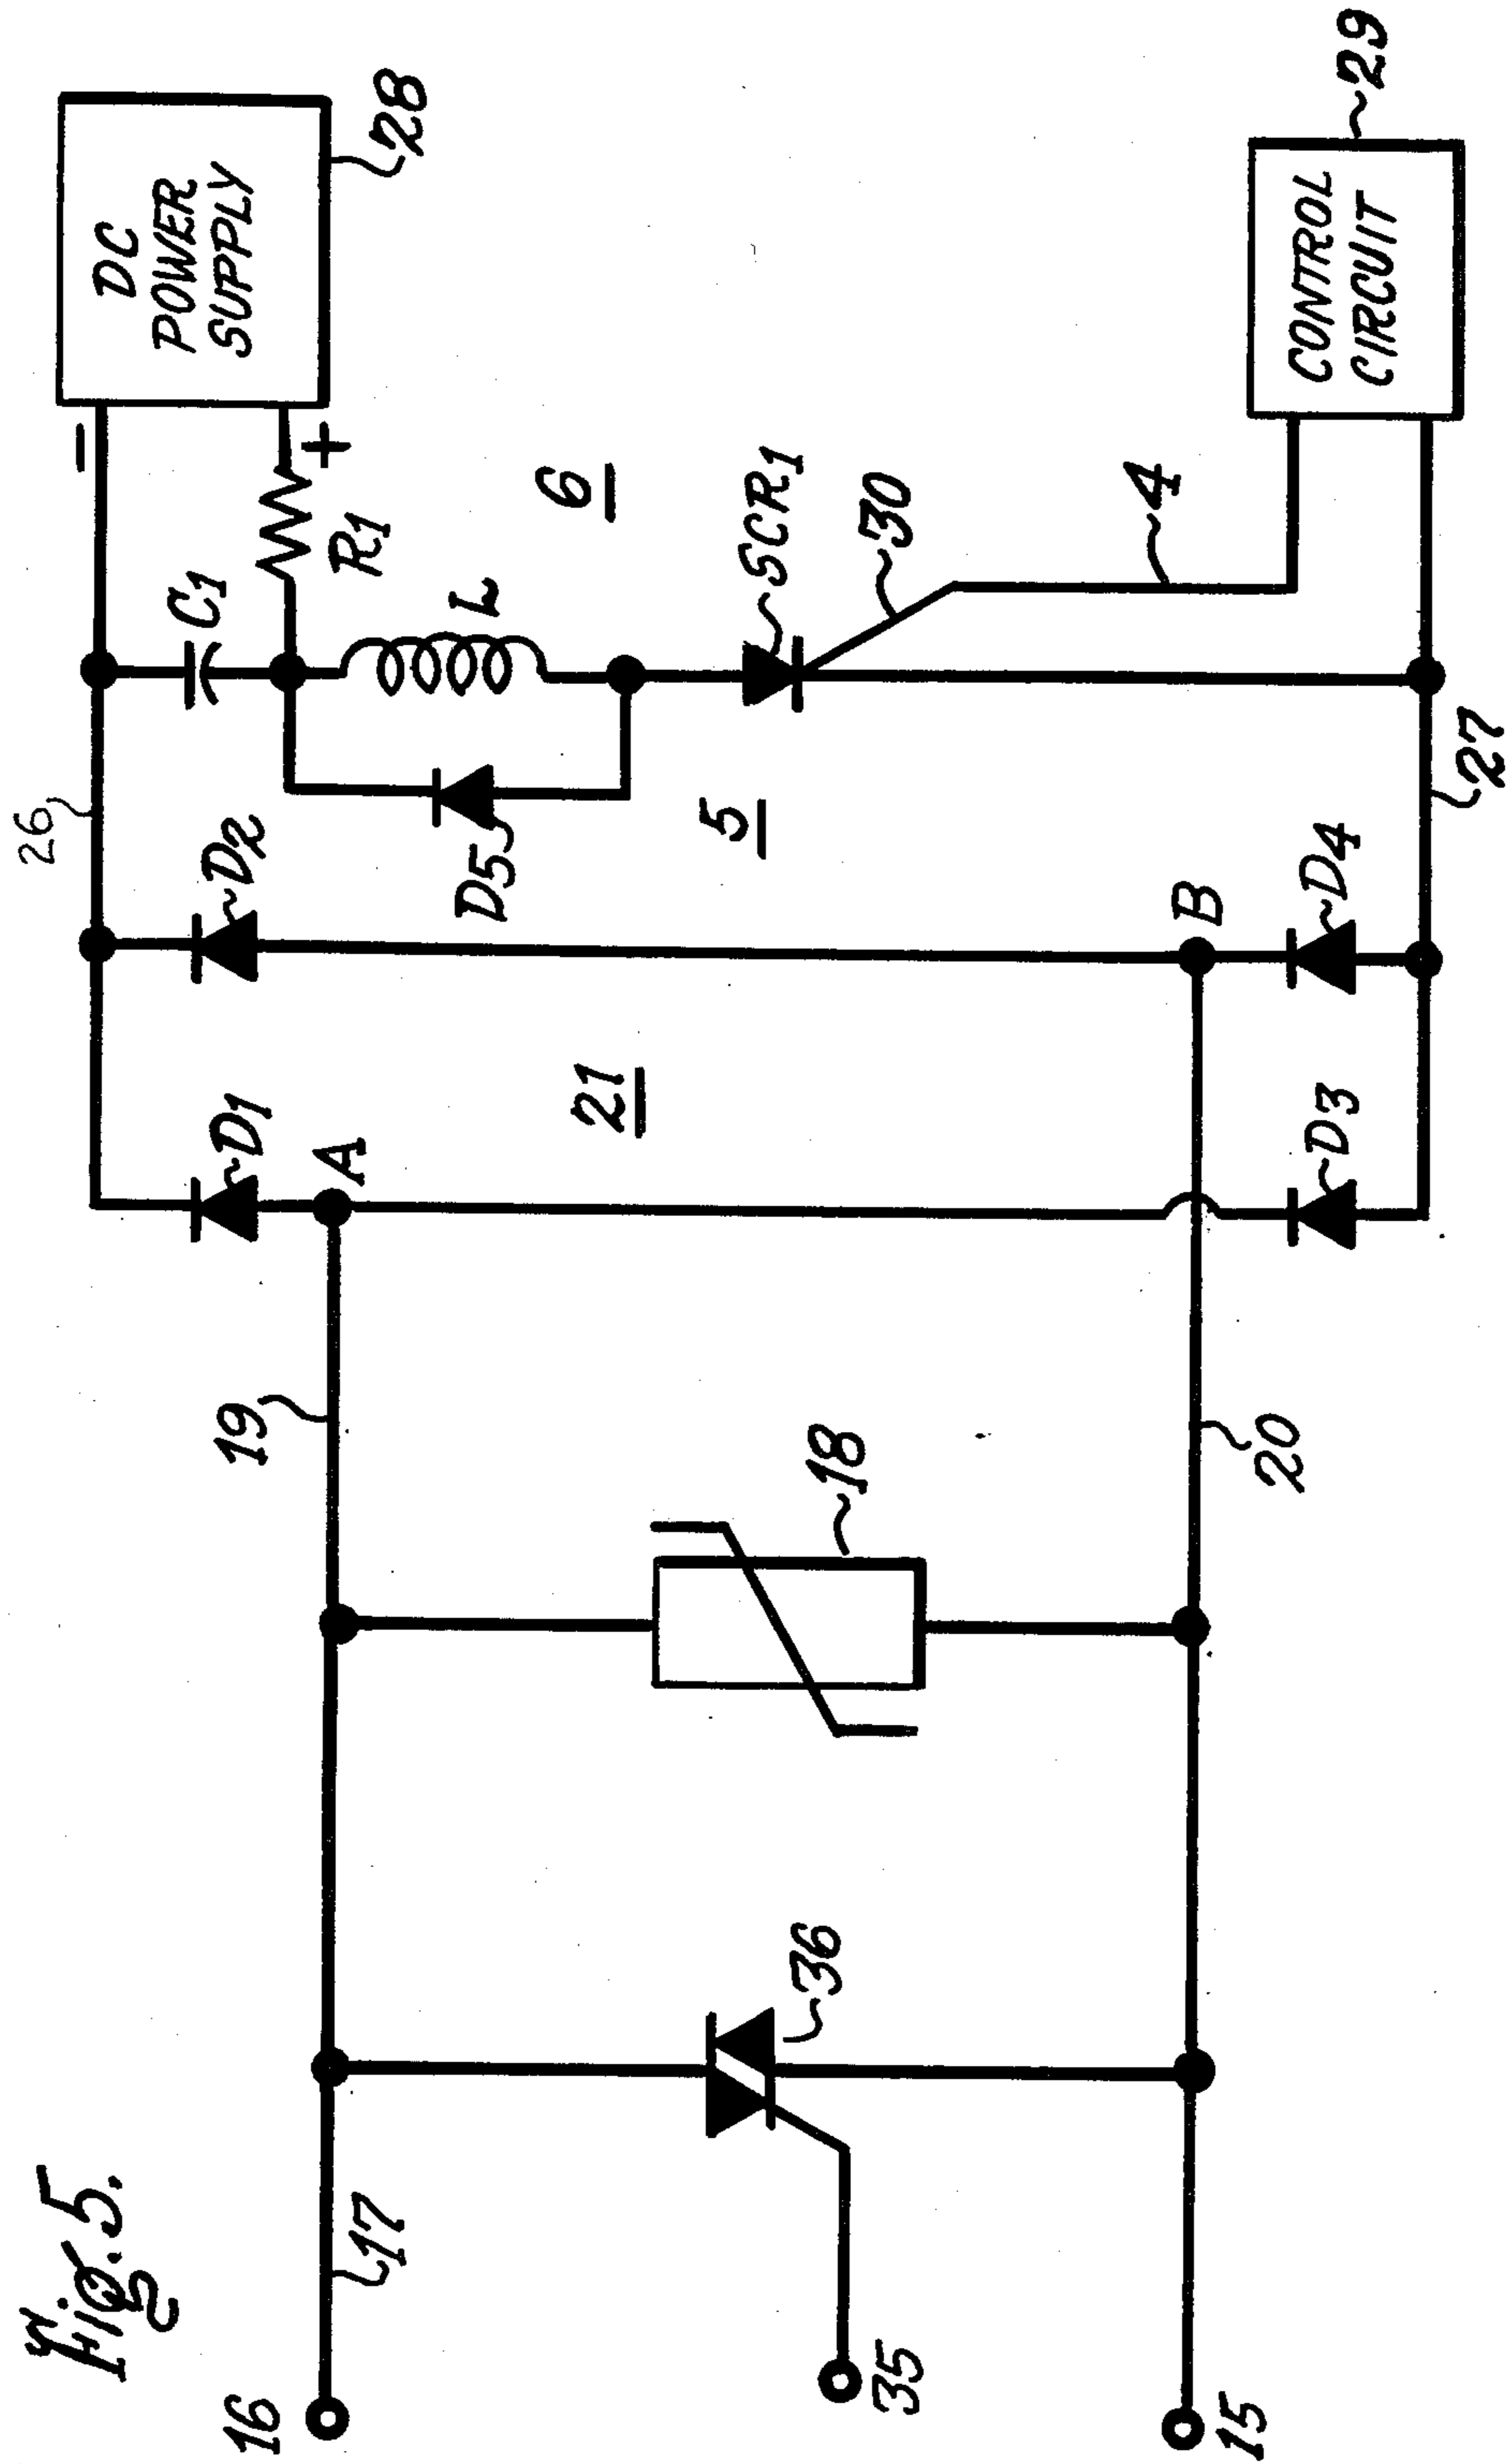 Fig. 5.
16
17
35
15
36
18
19
20
21
A
B
D1
D2
D3
D4
26
27
5
D5
C1
R1
L
6
SCR1
30
4
−
+
DC
POWER
SUPPLY
28
CONTROL
CIRCUIT
29